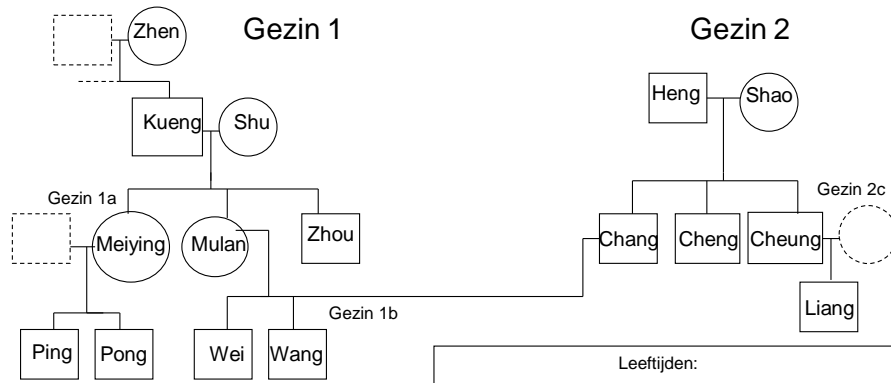 Gezin 1
Gezin 2
Zhen
Heng
Shao
Kueng
Shu
Gezin 1a
Gezin 2c
Meiying
Mulan
Zhou
Chang
Cheng
Cheung
Gezin 1b
Liang
Ping
Pong
Wei
Wang
Leeftijden: